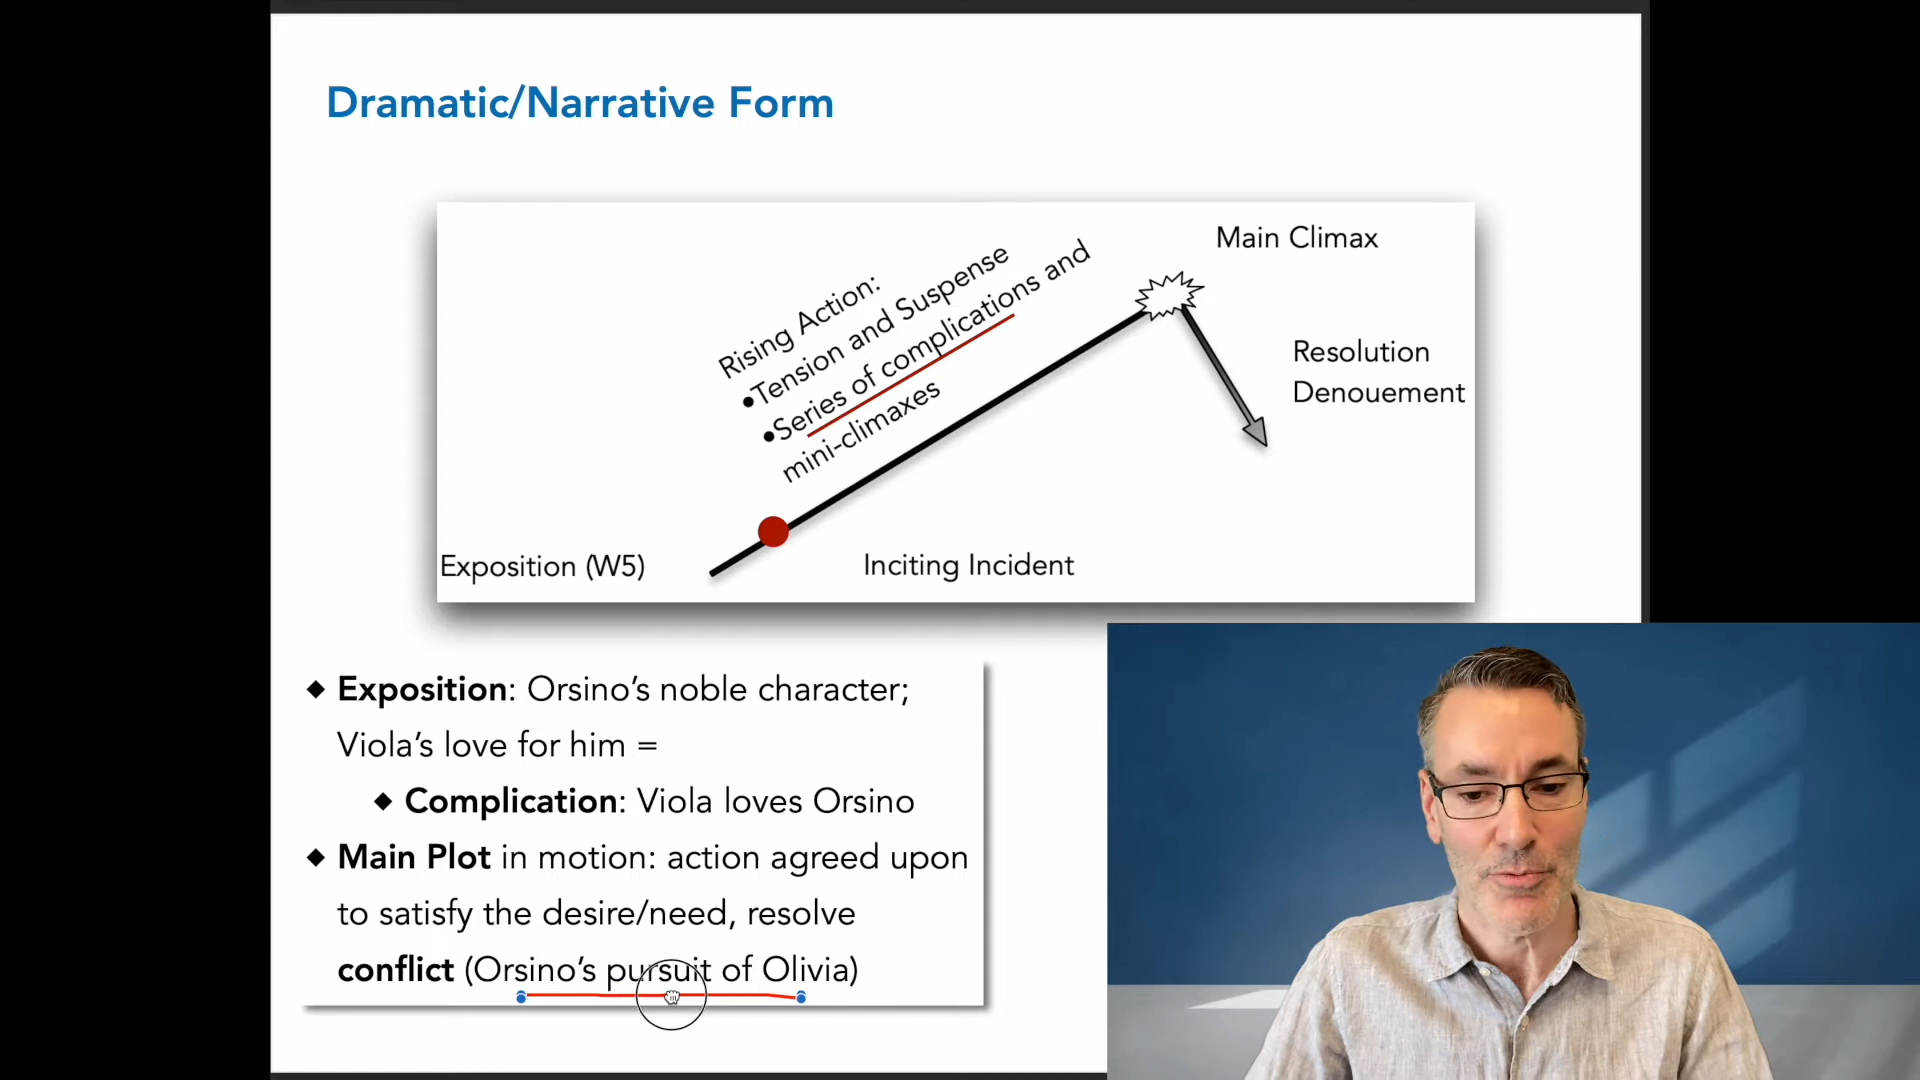 Dramatic/Narrative Form
Main Climax
Rising Action:
•Tension and Suspense
•Series of complications and
mini-climaxes
Resolution
Denouement
Exposition (W5)
Inciting Incident
◆ Exposition: Orsino’s noble character;
Viola’s love for him =
◆ Complication: Viola loves Orsino
◆ Main Plot in motion: action agreed upon
to satisfy the desire/need, resolve
conflict (Orsino’s pursuit of Olivia)